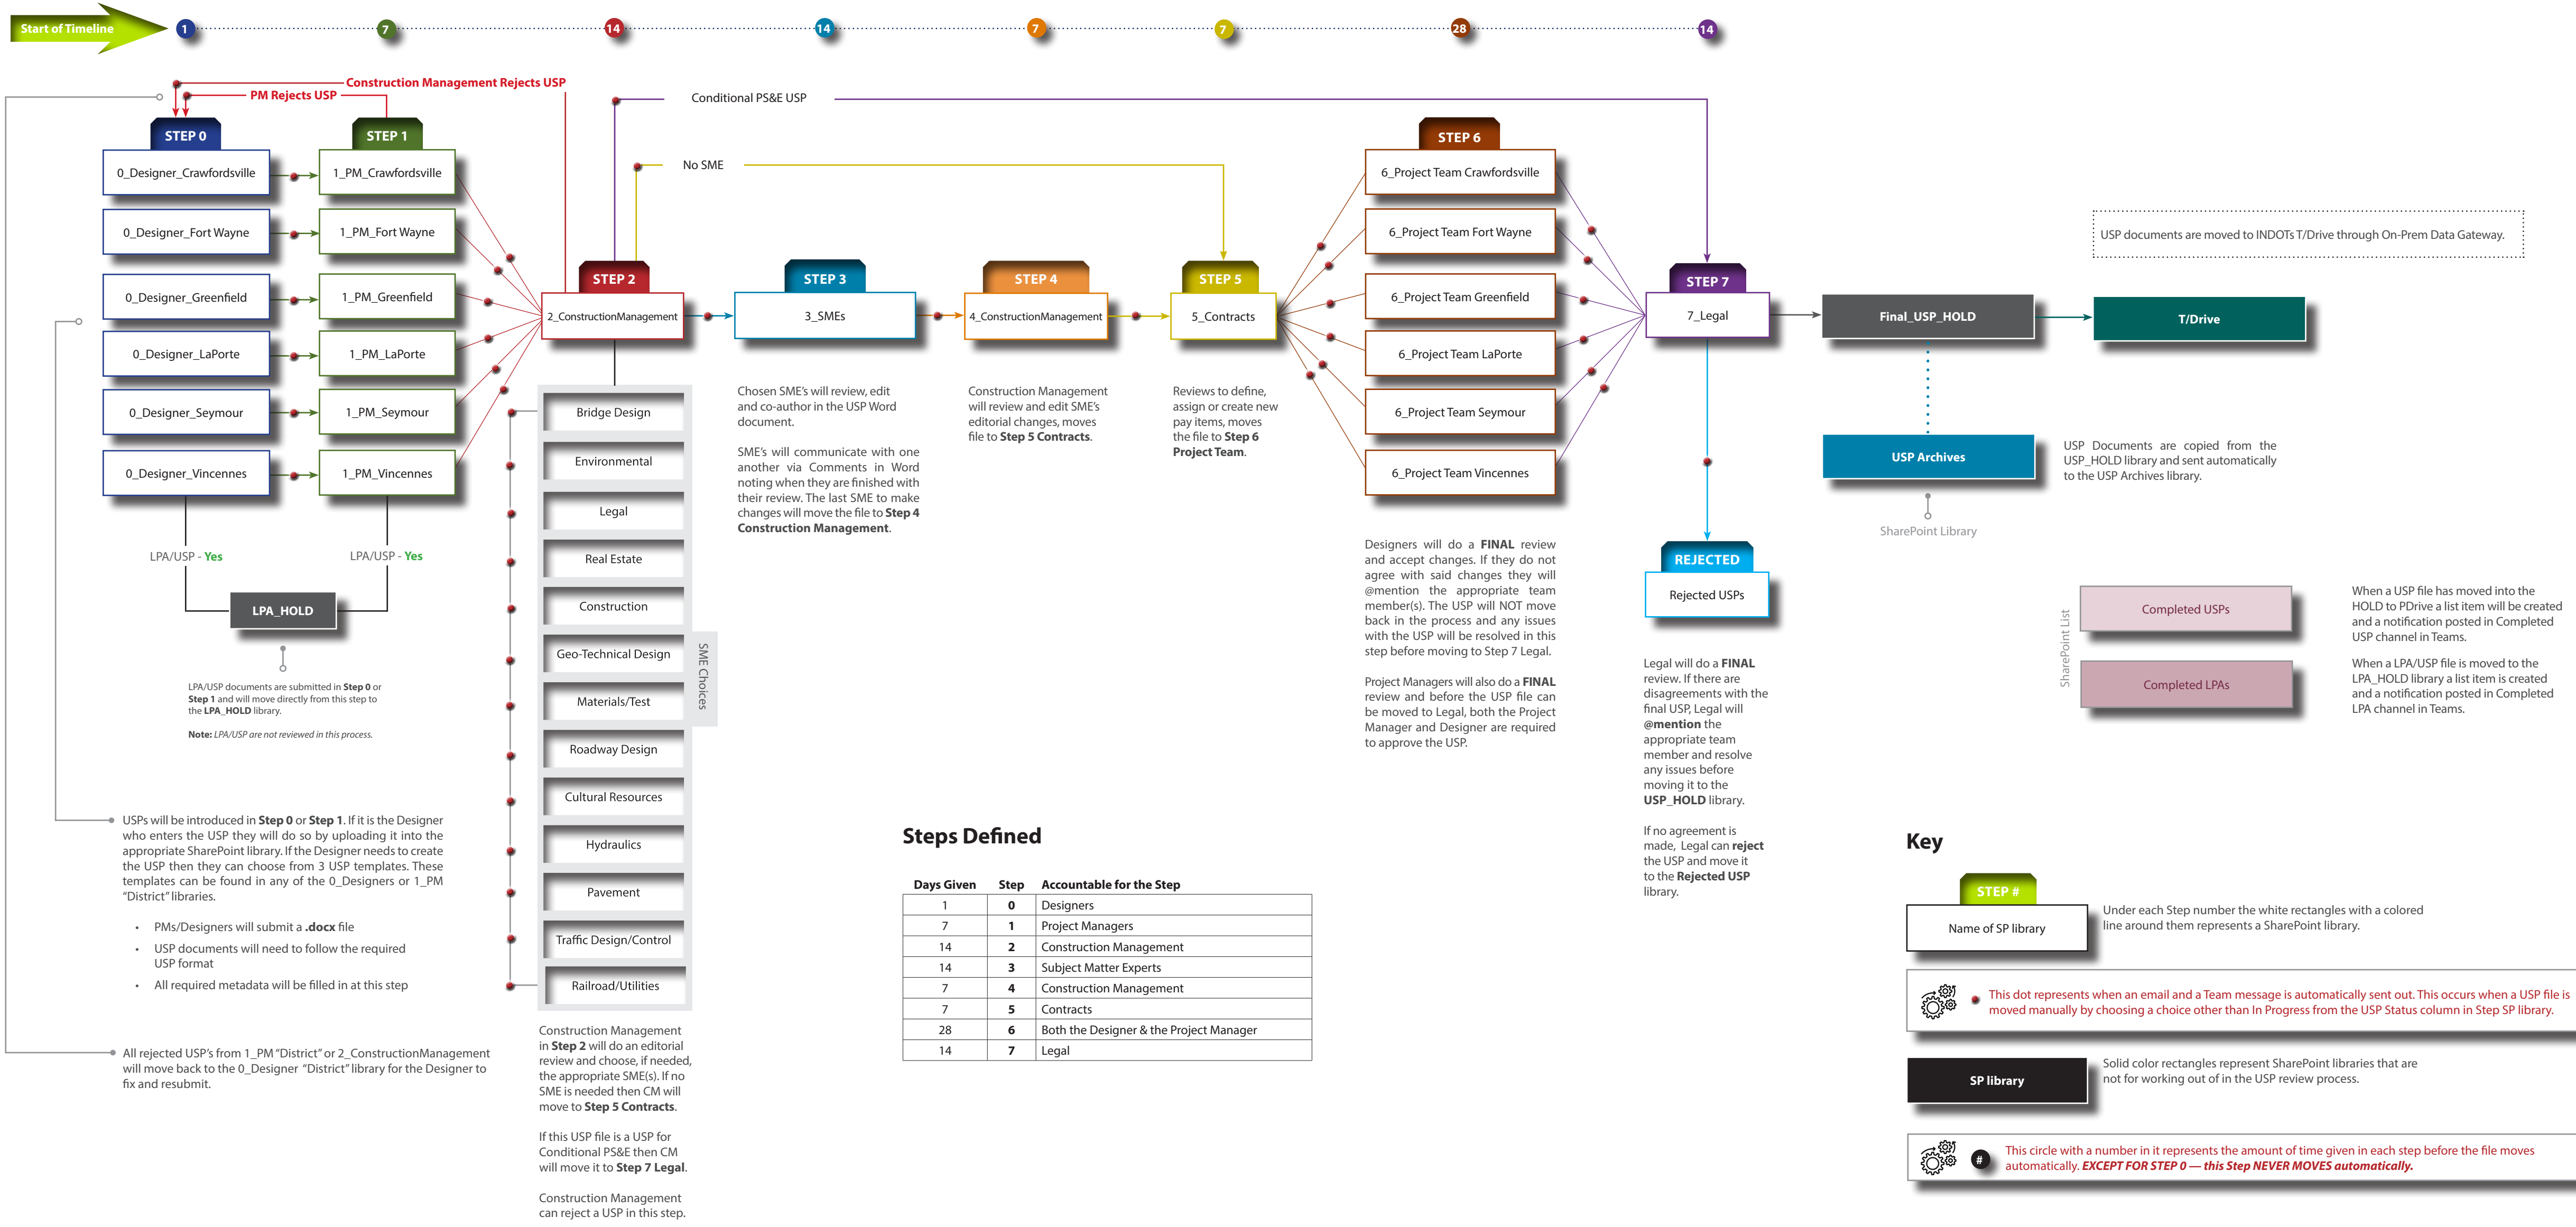 Start of Timeline
1
7
14
14
7
7
28
14
Construction Management Rejects USP
PM Rejects USP
Conditional PS&E USP
No SME
STEP 0
0_Designer_Crawfordsville
0_Designer_Fort Wayne
0_Designer_Greenfield
0_Designer_LaPorte
0_Designer_Seymour
0_Designer_Vincennes
STEP 1
1_PM_Crawfordsville
1_PM_Fort Wayne
1_PM_Greenfield
1_PM_LaPorte
1_PM_Seymour
1_PM_Vincennes
LPA/USP - Yes
LPA/USP - Yes
LPA_HOLD
LPA/USP documents are submitted in Step 0 or
Step 1 and will move directly from this step to
the LPA_HOLD library.
Note: LPA/USP are not reviewed in this process.
USPs will be introduced in Step 0 or Step 1. If it is the Designer
who enters the USP they will do so by uploading it into the
appropriate SharePoint library. If the Designer needs to create
the USP then they can choose from 3 USP templates. These
templates can be found in any of the 0_Designers or 1_PM
“District” libraries.
• PMs/Designers will submit a .docx file
• USP documents will need to follow the required
USP format
• All required metadata will be filled in at this step
All rejected USP’s from 1_PM “District” or 2_ConstructionManagement
will move back to the 0_Designer “District” library for the Designer to
fix and resubmit.
STEP 2
2_ConstructionManagement
Bridge Design
Environmental
Legal
Real Estate
Construction
Geo-Technical Design
Materials/Test
Roadway Design
Cultural Resources
Hydraulics
Pavement
Traffic Design/Control
Railroad/Utilities
SME Choices
Construction Management
in Step 2 will do an editorial
review and choose, if needed,
the appropriate SME(s). If no
SME is needed then CM will
move to Step 5 Contracts.
If this USP file is a USP for
Conditional PS&E then CM
will move it to Step 7 Legal.
Construction Management
can reject a USP in this step.
STEP 3
3_SMEs
Chosen SME’s will review, edit
and co-author in the USP Word
document.
SME’s will communicate with one
another via Comments in Word
noting when they are finished with
their review. The last SME to make
changes will move the file to Step 4
Construction Management.
STEP 4
4_ConstructionManagement
Construction Management
will review and edit SME’s
editorial changes, moves
file to Step 5 Contracts.
STEP 5
5_Contracts
Reviews to define,
assign or create new
pay items, moves
the file to Step 6
Project Team.
STEP 6
6_Project Team Crawfordsville
6_Project Team Fort Wayne
6_Project Team Greenfield
6_Project Team LaPorte
6_Project Team Seymour
6_Project Team Vincennes
Designers will do a FINAL review
and accept changes. If they do not
agree with said changes they will
@mention the appropriate team
member(s). The USP will NOT move
back in the process and any issues
with the USP will be resolved in this
step before moving to Step 7 Legal.
Project Managers will also do a FINAL
review and before the USP file can
be moved to Legal, both the Project
Manager and Designer are required
to approve the USP.
STEP 7
7_Legal
REJECTED
Rejected USPs
Legal will do a FINAL
review. If there are
disagreements with the
final USP, Legal will
@mention the
appropriate team
member and resolve
any issues before
moving it to the
USP_HOLD library.
If no agreement is
made, Legal can reject
the USP and move it
to the Rejected USP
library.
Final_USP_HOLD
USP Archives
SharePoint Library
USP documents are moved to INDOTs T/Drive through On-Prem Data Gateway.
T/Drive
USP Documents are copied from the
USP_HOLD library and sent automatically
to the USP Archives library.
SharePoint List
Completed USPs
When a USP file has moved into the
HOLD to PDrive a list item will be created
and a notification posted in Completed
USP channel in Teams.
Completed LPAs
When a LPA/USP file is moved to the
LPA_HOLD library a list item is created
and a notification posted in Completed
LPA channel in Teams.
Steps Defined
Days Given Step Accountable for the Step
1 0 Designers
7 1 Project Managers
14 2 Construction Management
14 3 Subject Matter Experts
7 4 Construction Management
7 5 Contracts
28 6 Both the Designer & the Project Manager
14 7 Legal
Key
STEP #
Name of SP library
Under each Step number the white rectangles with a colored
line around them represents a SharePoint library.
This dot represents when an email and a Team message is automatically sent out. This occurs when a USP file is
moved manually by choosing a choice other than In Progress from the USP Status column in Step SP library.
SP library
Solid color rectangles represent SharePoint libraries that are
not for working out of in the USP review process.
#
This circle with a number in it represents the amount of time given in each step before the file moves
automatically. EXCEPT FOR STEP 0 — this Step NEVER MOVES automatically.